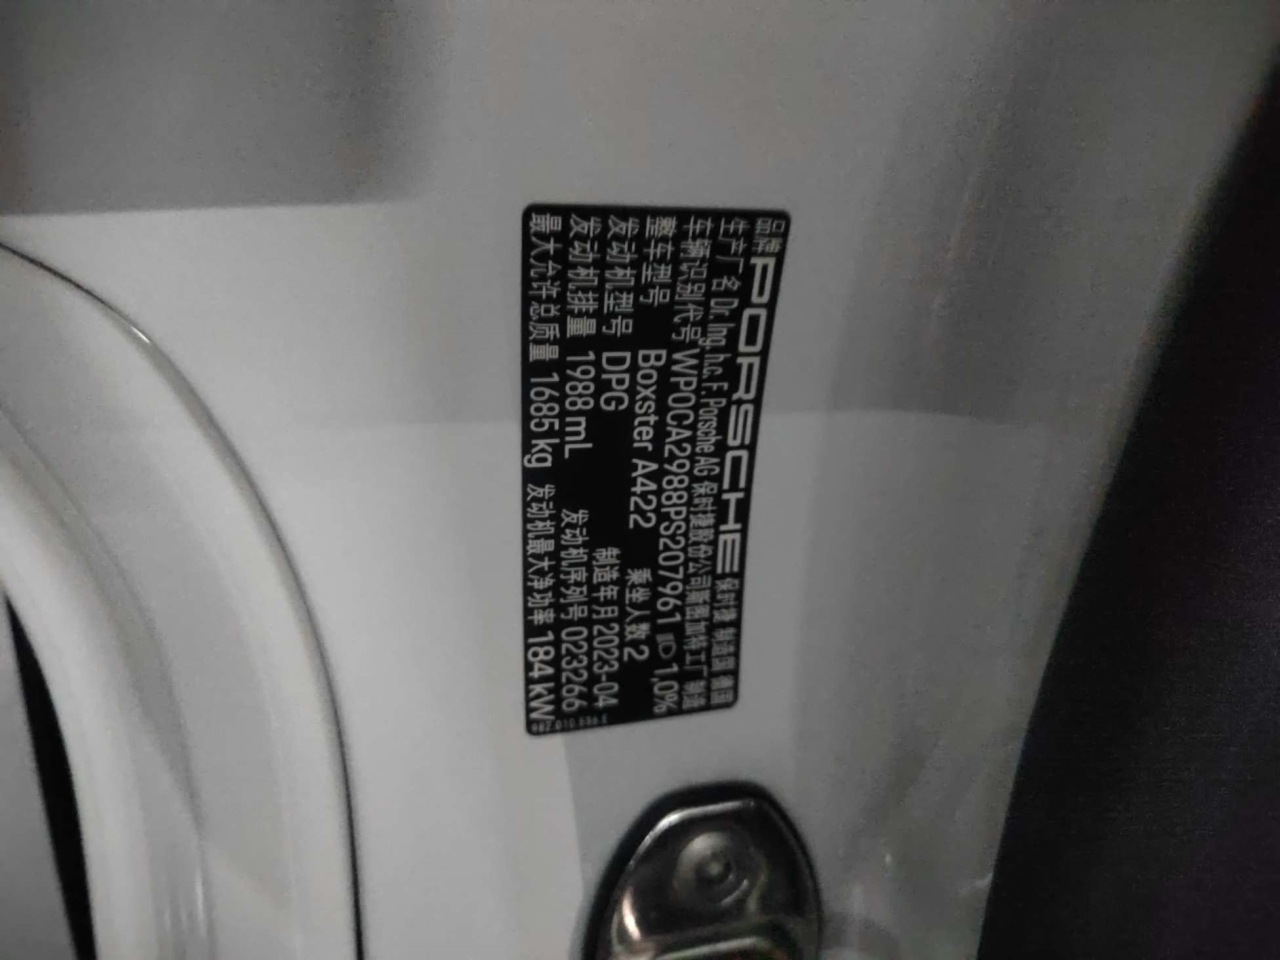 品牌 PORSCHE 保时捷 制造国 德国
生产厂名 Dr. Ing. h.c. F. Porsche AG 保时捷股份公司斯图加特工厂 制造
车辆识别代号 WP0CA2988PS207961 1,0%
整车型号 Boxster A422 乘坐人数 2
发动机型号 DPG 制造年月 2023-04
发动机排量 1988 mL 发动机序列号 023266
最大允许总质量 1685 kg 发动机最大净功率 184 kW